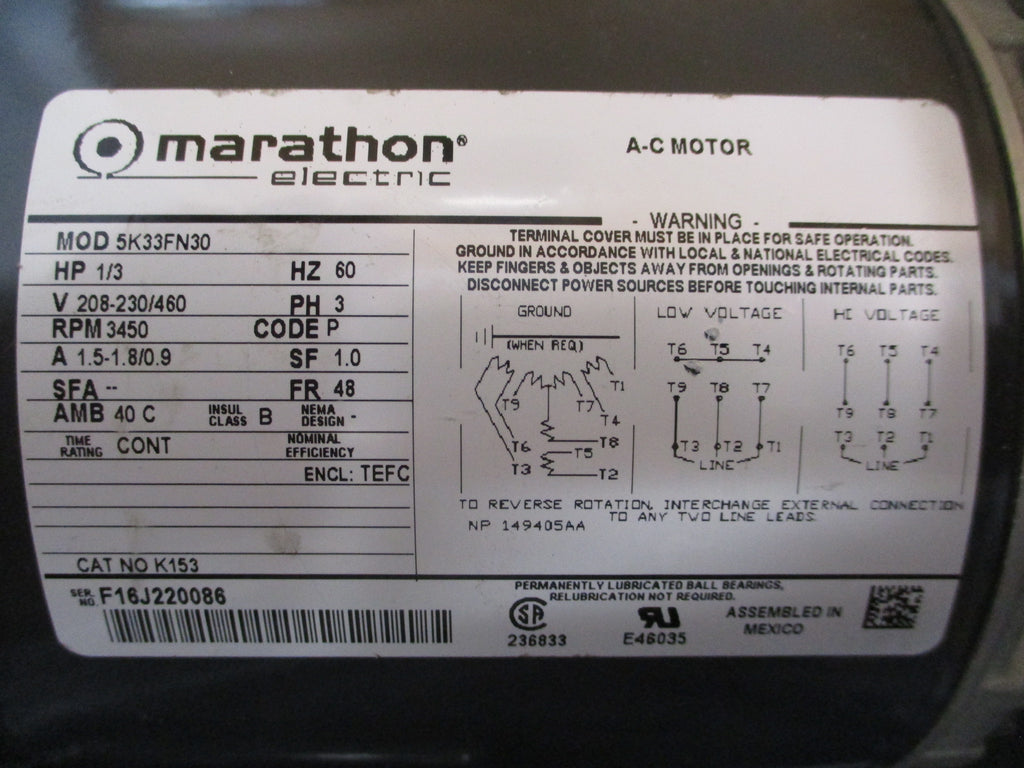 marathon®
electric
A-C MOTOR
MOD 5K33FN30
HP 1/3 HZ 60
V 208-230/460 PH 3
RPM 3450 CODE P
A 1.5-1.8/0.9 SF 1.0
SFA -- FR 48
AMB 40 C INSUL CLASS B NEMA DESIGN -
TIME RATING CONT NOMINAL EFFICIENCY
ENCL: TEFC
CAT NO K153
- WARNING -
TERMINAL COVER MUST BE IN PLACE FOR SAFE OPERATION.
GROUND IN ACCORDANCE WITH LOCAL & NATIONAL ELECTRICAL CODES.
KEEP FINGERS & OBJECTS AWAY FROM OPENINGS & ROTATING PARTS.
DISCONNECT POWER SOURCES BEFORE TOUCHING INTERNAL PARTS.
GROUND
(WHEN REQ)
T1
T9 T7
T4
T6 T8
T5
T3 T2
LOW VOLTAGE
T6 T5 T4
T9 T8 T7
T3 T2 T1
LINE
HI VOLTAGE
T6 T5 T4
T9 T8 T7
T3 T2 T1
LINE
TO REVERSE ROTATION, INTERCHANGE EXTERNAL CONNECTION
TO ANY TWO LINE LEADS.
NP 149405AA
SER. NO. F16J220086
PERMANENTLY LUBRICATED BALL BEARINGS,
RELUBRICATION NOT REQUIRED.
SA
236833
RU
E46035
ASSEMBLED IN
MEXICO